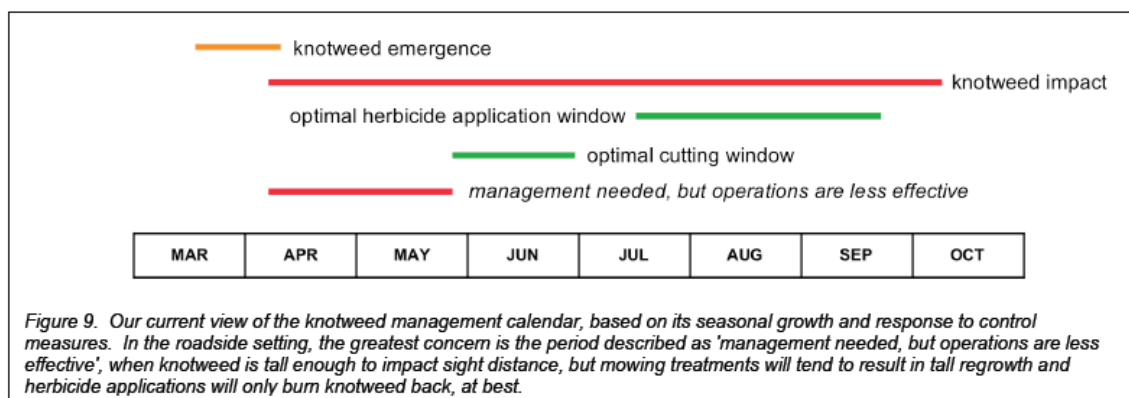 knotweed emergence
knotweed impact
optimal herbicide application window
optimal cutting window
management needed, but operations are less effective
MAR APR MAY JUN JUL AUG SEP OCT
Figure 9. Our current view of the knotweed management calendar, based on its seasonal growth and response to control
measures. In the roadside setting, the greatest concern is the period described as 'management needed, but operations are less
effective', when knotweed is tall enough to impact sight distance, but mowing treatments will tend to result in tall regrowth and
herbicide applications will only burn knotweed back, at best.